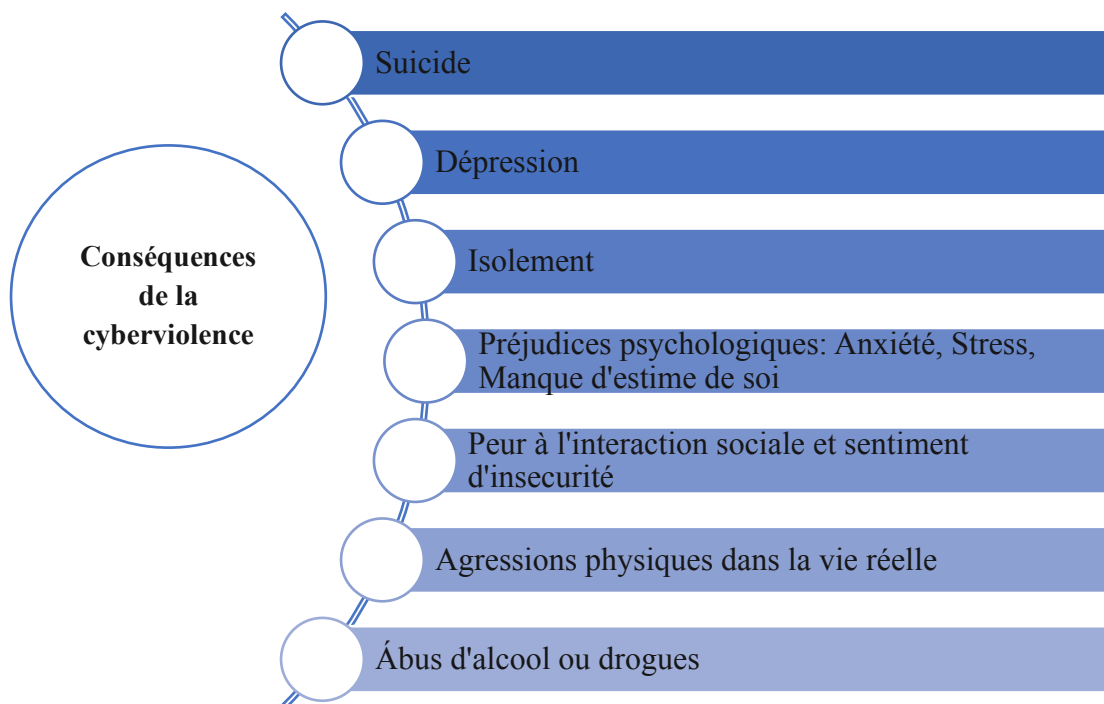 Conséquences
de la
cyberviolence
Suicide
Dépression
Isolement
Préjudices psychologiques: Anxiété, Stress,
Manque d'estime de soi
Peur à l'interaction sociale et sentiment
d'insecurité
Agressions physiques dans la vie réelle
Ábus d'alcool ou drogues